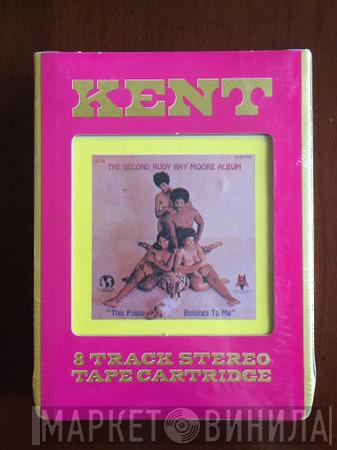 KENT
THE SECOND RUDY RAY MOORE ALBUM
"This Pussy Belongs To Me"
8 TRACK STEREO
TAPE CARTRIDGE
МАРКЕТ ВИНИЛА